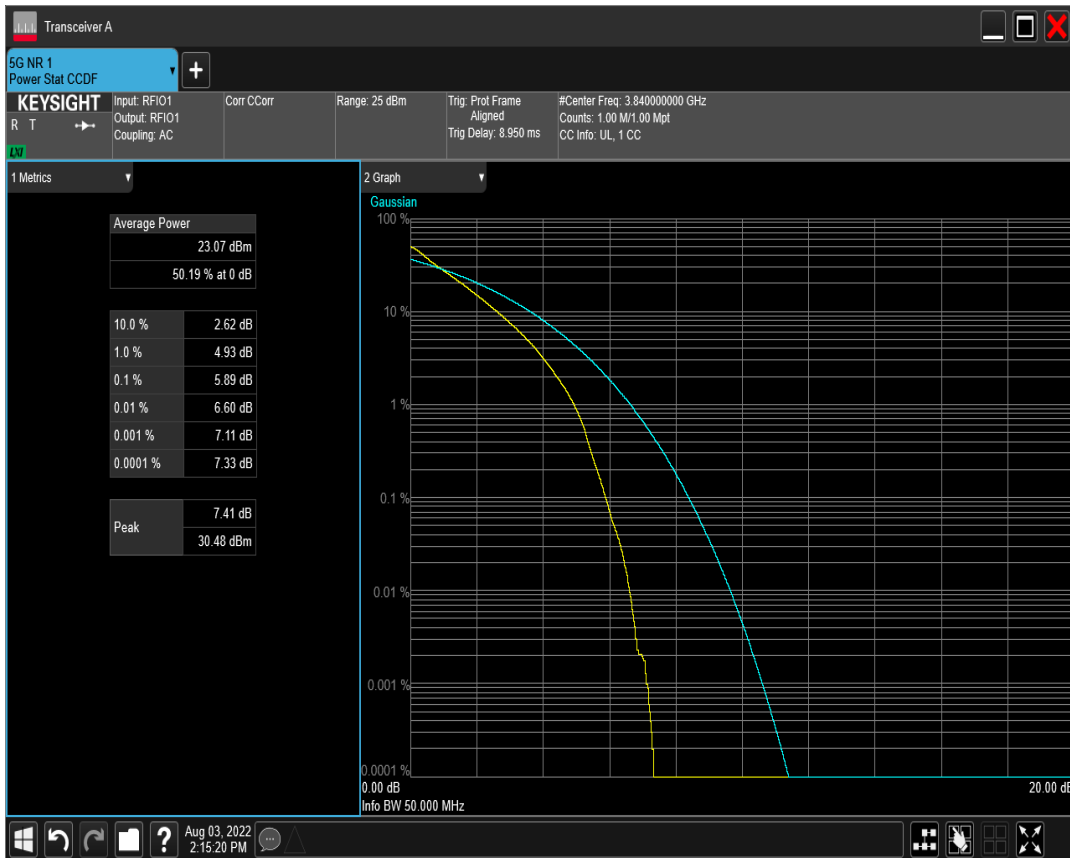 Transceiver A
5G NR 1
Power Stat CCDF
+
KEYSIGHT
R T
LXI
Input: RFIO1
Output: RFIO1
Coupling: AC
Corr CCorr
Range: 25 dBm
Trig: Prot Frame
Aligned
Trig Delay: 8.950 ms
#Center Freq: 3.840000000 GHz
Counts: 1.00 M/1.00 Mpt
CC Info: UL, 1 CC
1 Metrics
Average Power
23.07 dBm
50.19 % at 0 dB
10.0 % 2.62 dB
1.0 % 4.93 dB
0.1 % 5.89 dB
0.01 % 6.60 dB
0.001 % 7.11 dB
0.0001 % 7.33 dB
Peak 7.41 dB
30.48 dBm
2 Graph
Gaussian
100 %
10 %
1 %
0.1 %
0.01 %
0.001 %
0.0001 %
0.00 dB 20.00 dB
Info BW 50.000 MHz
? Aug 03, 2022
2:15:20 PM